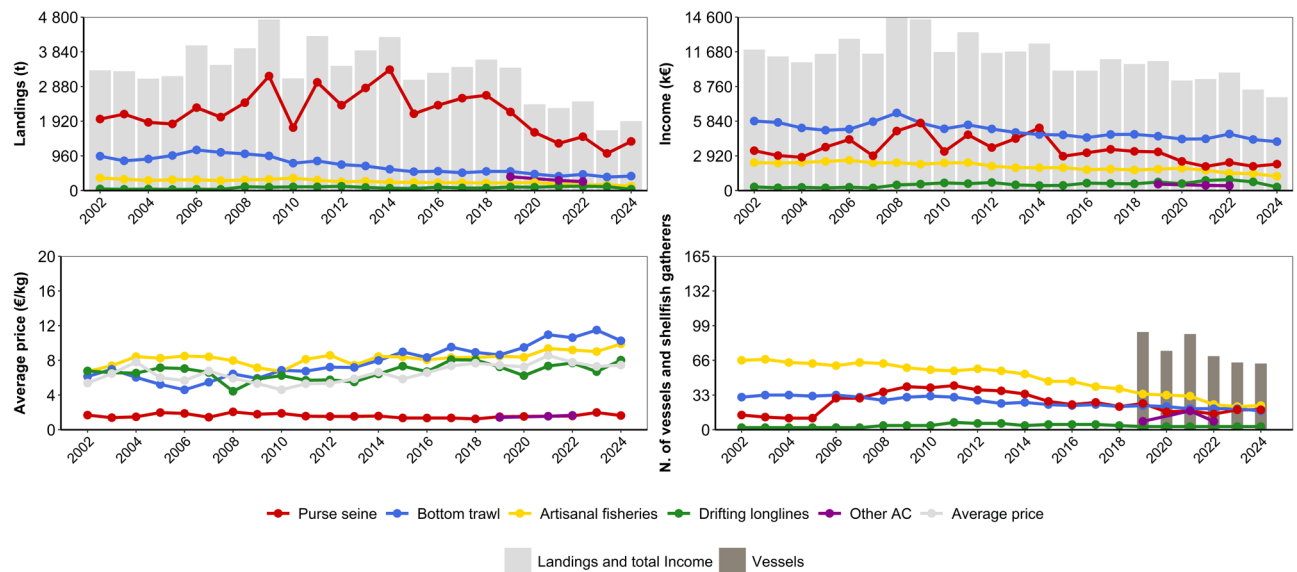 Landings (t)
4 800
3 840
2 880
1 920
960
0
2002 2004 2006 2008 2010 2012 2014 2016 2018 2020 2022 2024
Income (k€)
14 600
11 680
8 760
5 840
2 920
0
2002 2004 2006 2008 2010 2012 2014 2016 2018 2020 2022 2024
Average price (€/kg)
20
16
12
8
4
0
2002 2004 2006 2008 2010 2012 2014 2016 2018 2020 2022 2024
N. of vessels and shellfish gatherers
165
132
99
66
33
0
2002 2004 2006 2008 2010 2012 2014 2016 2018 2020 2022 2024
Purse seine Bottom trawl Artisanal fisheries Drifting longlines Other AC Average price
Landings and total Income Vessels